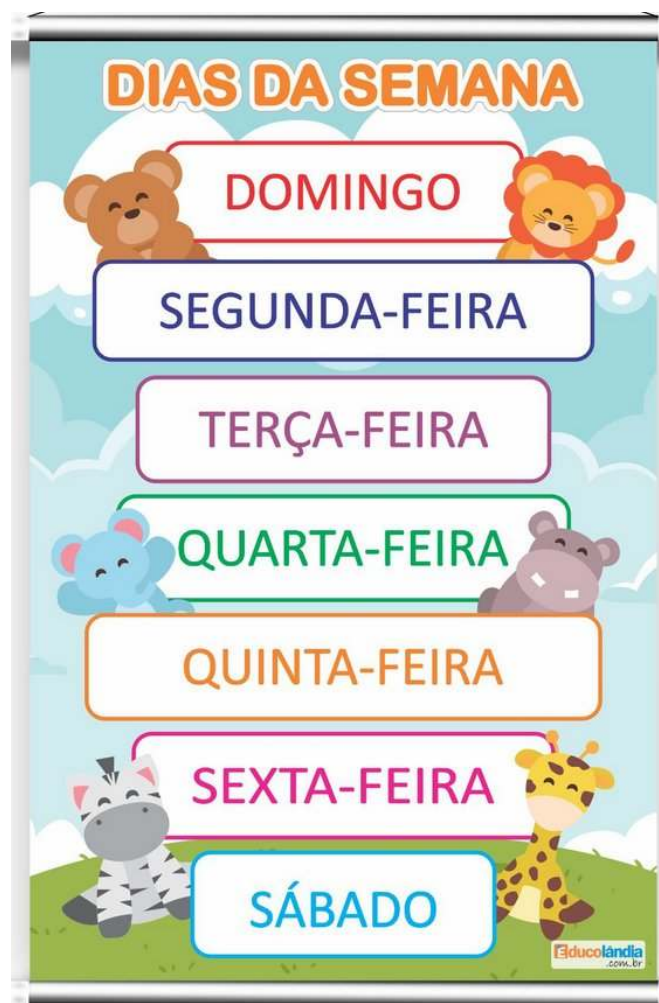 DIAS DA SEMANA
DOMINGO
SEGUNDA-FEIRA
TERÇA-FEIRA
QUARTA-FEIRA
QUINTA-FEIRA
SEXTA-FEIRA
SÁBADO
Educolândia
.com.br